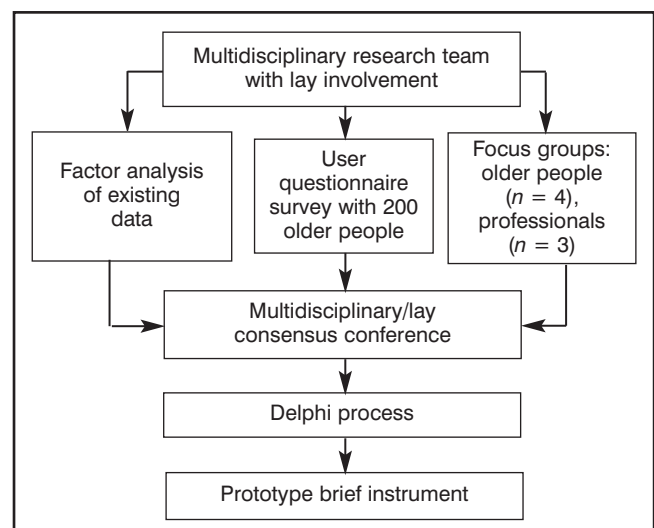 Multidisciplinary research team
with lay involvement
Factor analysis
of existing
data
User
questionnaire
survey with 200
older people
Focus groups:
older people
(n = 4),
professionals
(n = 3)
Multidisciplinary/lay
consensus conference
Delphi process
Prototype brief instrument